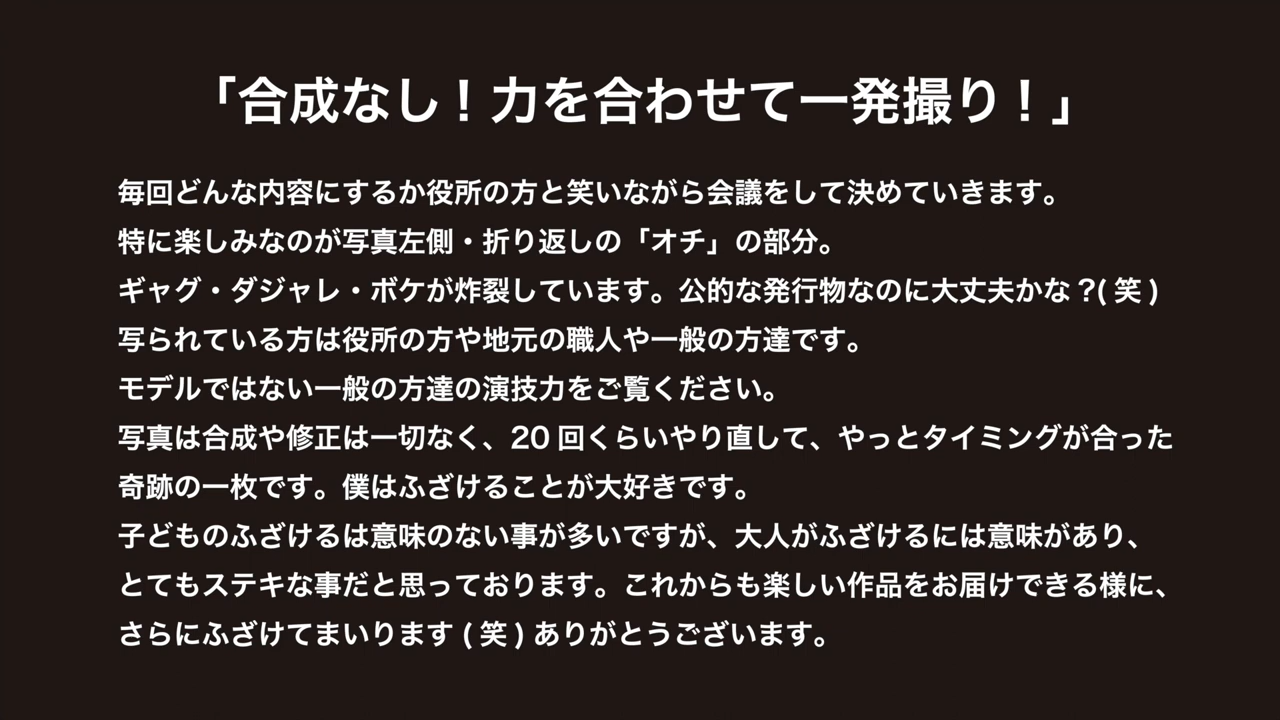 「合成なし！力を合わせて一発撮り！」
毎回どんな内容にするか役所の方と笑いながら会議をして決めていきます。
特に楽しみなのが写真左側・折り返しの「オチ」の部分。
ギャグ・ダジャレ・ボケが炸裂しています。公的な発行物なのに大丈夫かな?(笑)
写られている方は役所の方や地元の職人や一般の方達です。
モデルではない一般の方達の演技力をご覧ください。
写真は合成や修正は一切なく、20回くらいやり直して、やっとタイミングが合った
奇跡の一枚です。僕はふざけることが大好きです。
子どものふざけるは意味のない事が多いですが、大人がふざけるには意味があり、
とてもステキな事だと思っております。これからも楽しい作品をお届けできる様に、
さらにふざけてまいります(笑)ありがとうございます。